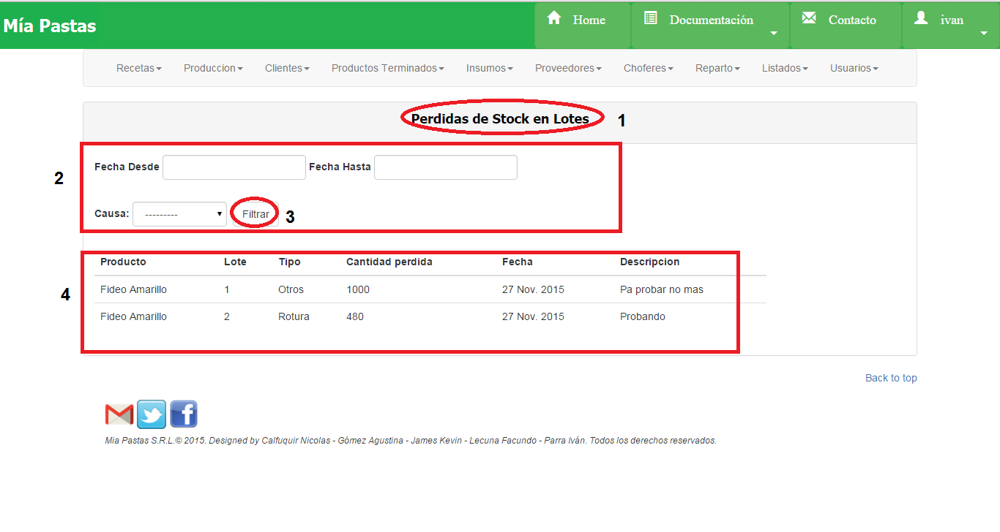 Mía Pastas Home Documentación Contacto ivan
Recetas Produccion Clientes Productos Terminados Insumos Proveedores Choferes Reparto Listados Usuarios
Perdidas de Stock en Lotes 1
2 Fecha Desde Fecha Hasta
Causa: --------- Filtrar 3
Producto Lote Tipo Cantidad perdida Fecha Descripcion
4 Fideo Amarillo 1 Otros 1000 27 Nov. 2015 Pa probar no mas
Fideo Amarillo 2 Rotura 480 27 Nov. 2015 Probando
Back to top
Mia Pastas S.R.L.© 2015. Designed by Calfuquir Nicolas - Gómez Agustina - James Kevin - Lecuna Facundo - Parra Iván. Todos los derechos reservados.